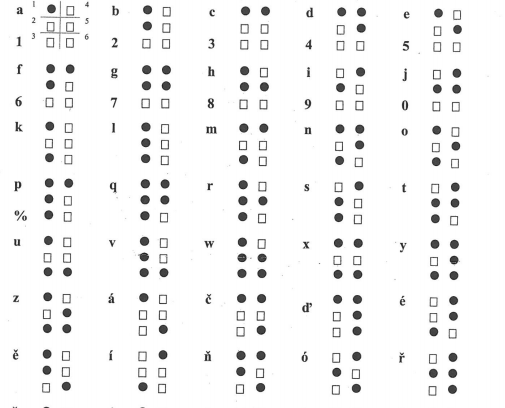 a 1 4 b c d e
2 5
1 3 6 2 3 4 5
f g h i j
6 7 8 9 0
k l m n o
p q r s t
%
u v w x y
z á č ď é
ě í ň ó ř